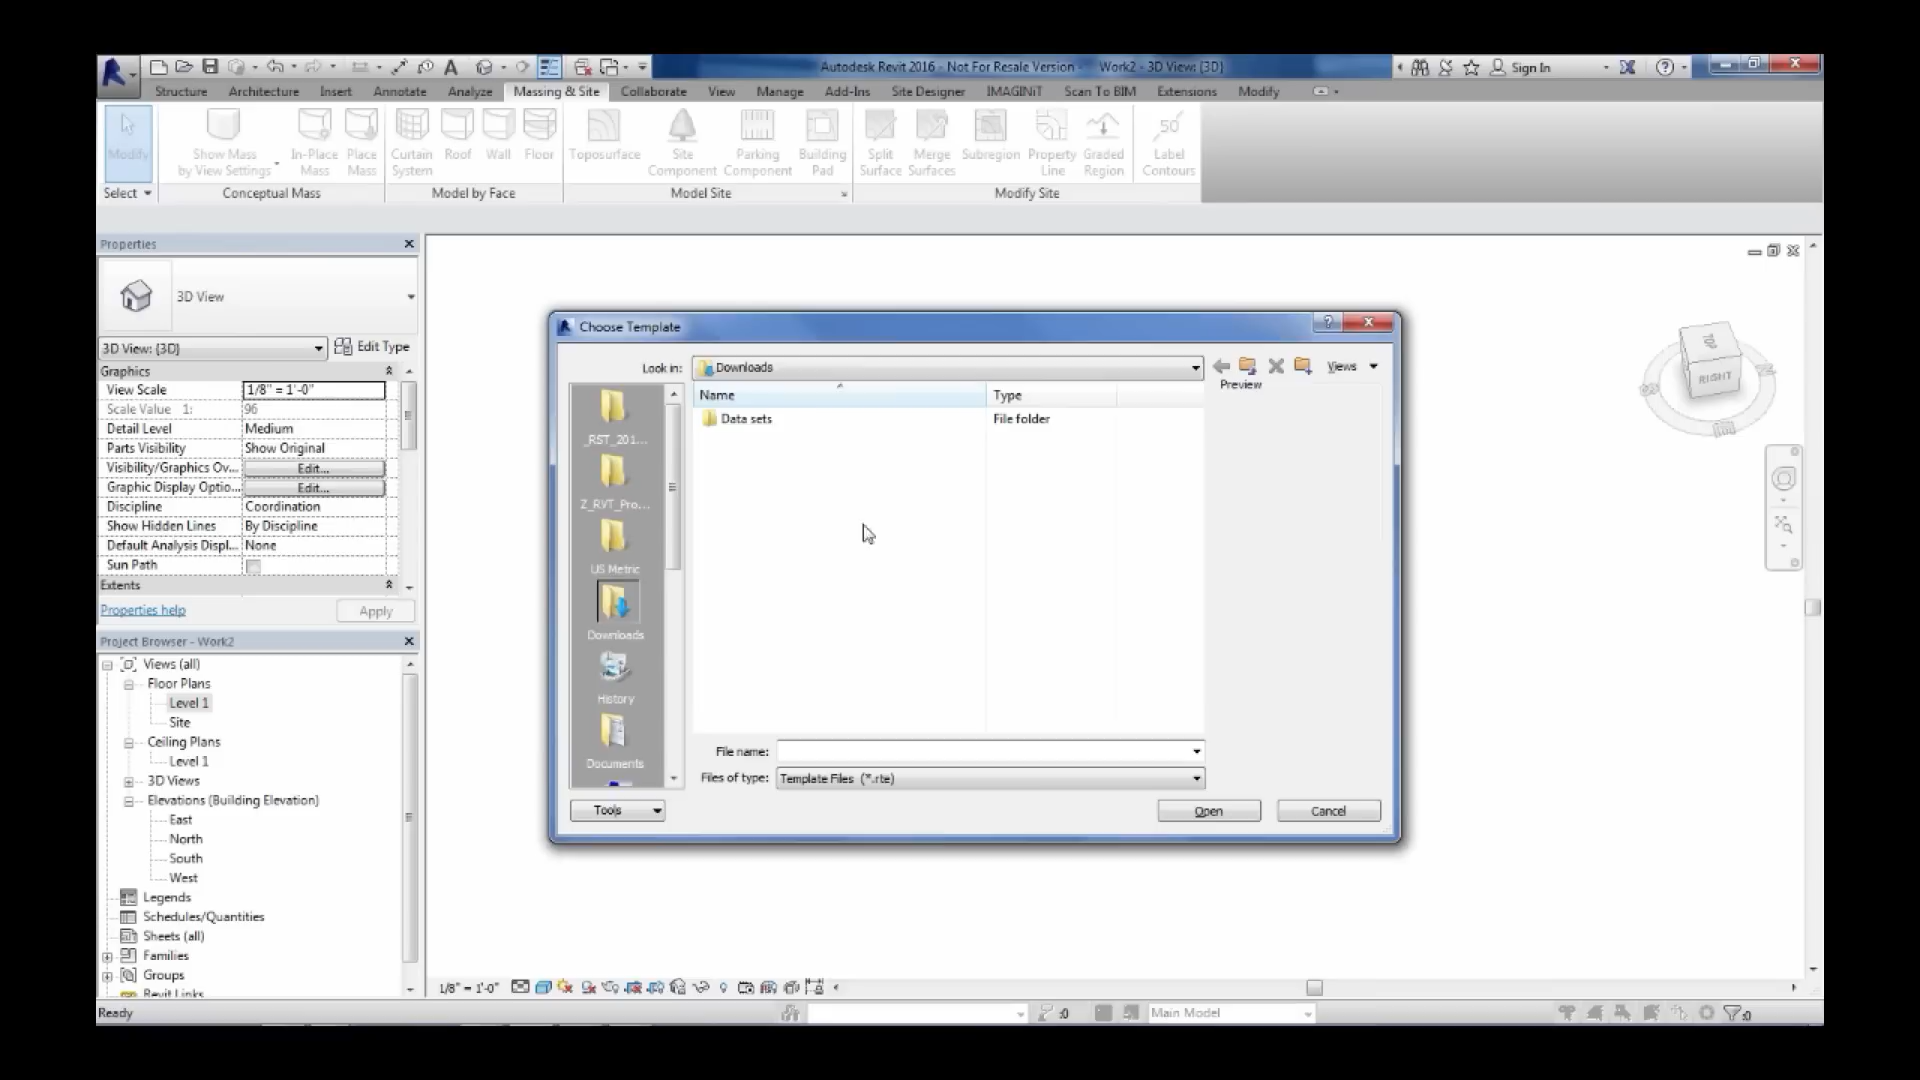 Autodesk Revit 2016 - Not For Resale Version - Work2 - 3D View: {3D}
Sign In
Structure Architecture Insert Annotate Analyze Massing & Site Collaborate View Manage Add-Ins Site Designer IMAGINiT Scan To BIM Extensions Modify
Modify
Show Mass by View Settings
In-Place Mass
Place Mass
Curtain System
Roof
Wall
Floor
Toposurface
Site Component
Parking Component
Building Pad
Split Surface
Merge Surfaces
Subregion
Property Line
Graded Region
50
Label Contours
Select
Conceptual Mass
Model by Face
Model Site
Modify Site
Properties
3D View
3D View: {3D}
Edit Type
Graphics
View Scale 1/8" = 1'-0"
Scale Value 1: 96
Detail Level Medium
Parts Visibility Show Original
Visibility/Graphics Ov... Edit...
Graphic Display Optio... Edit...
Discipline Coordination
Show Hidden Lines By Discipline
Default Analysis Displ... None
Sun Path
Extents
Properties help
Apply
Project Browser - Work2
Views (all)
Floor Plans
Level 1
Site
Ceiling Plans
Level 1
3D Views
Elevations (Building Elevation)
East
North
South
West
Legends
Schedules/Quantities
Sheets (all)
Families
Groups
Revit Links
Choose Template
Look in: Downloads
Views
Preview
Name Type
Data sets File folder
_RST_201...
Z_RVT_Pro...
US Metric
Downloads
History
Documents
File name:
Files of type: Template Files (*.rte)
Tools
Open
Cancel
TOP
RIGHT
1/8" = 1'-0"
Ready
:0
Main Model
:0